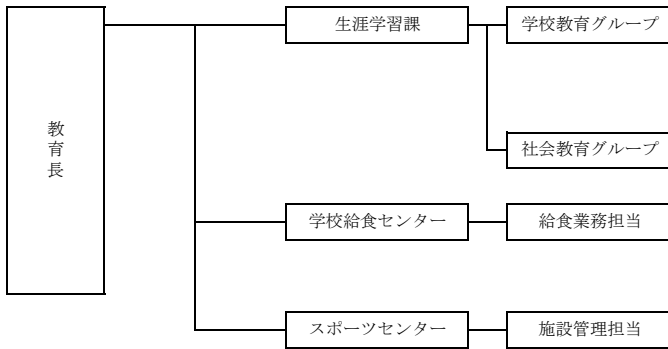 教育長
生涯学習課
学校教育グループ
社会教育グループ
学校給食センター
給食業務担当
スポーツセンター
施設管理担当